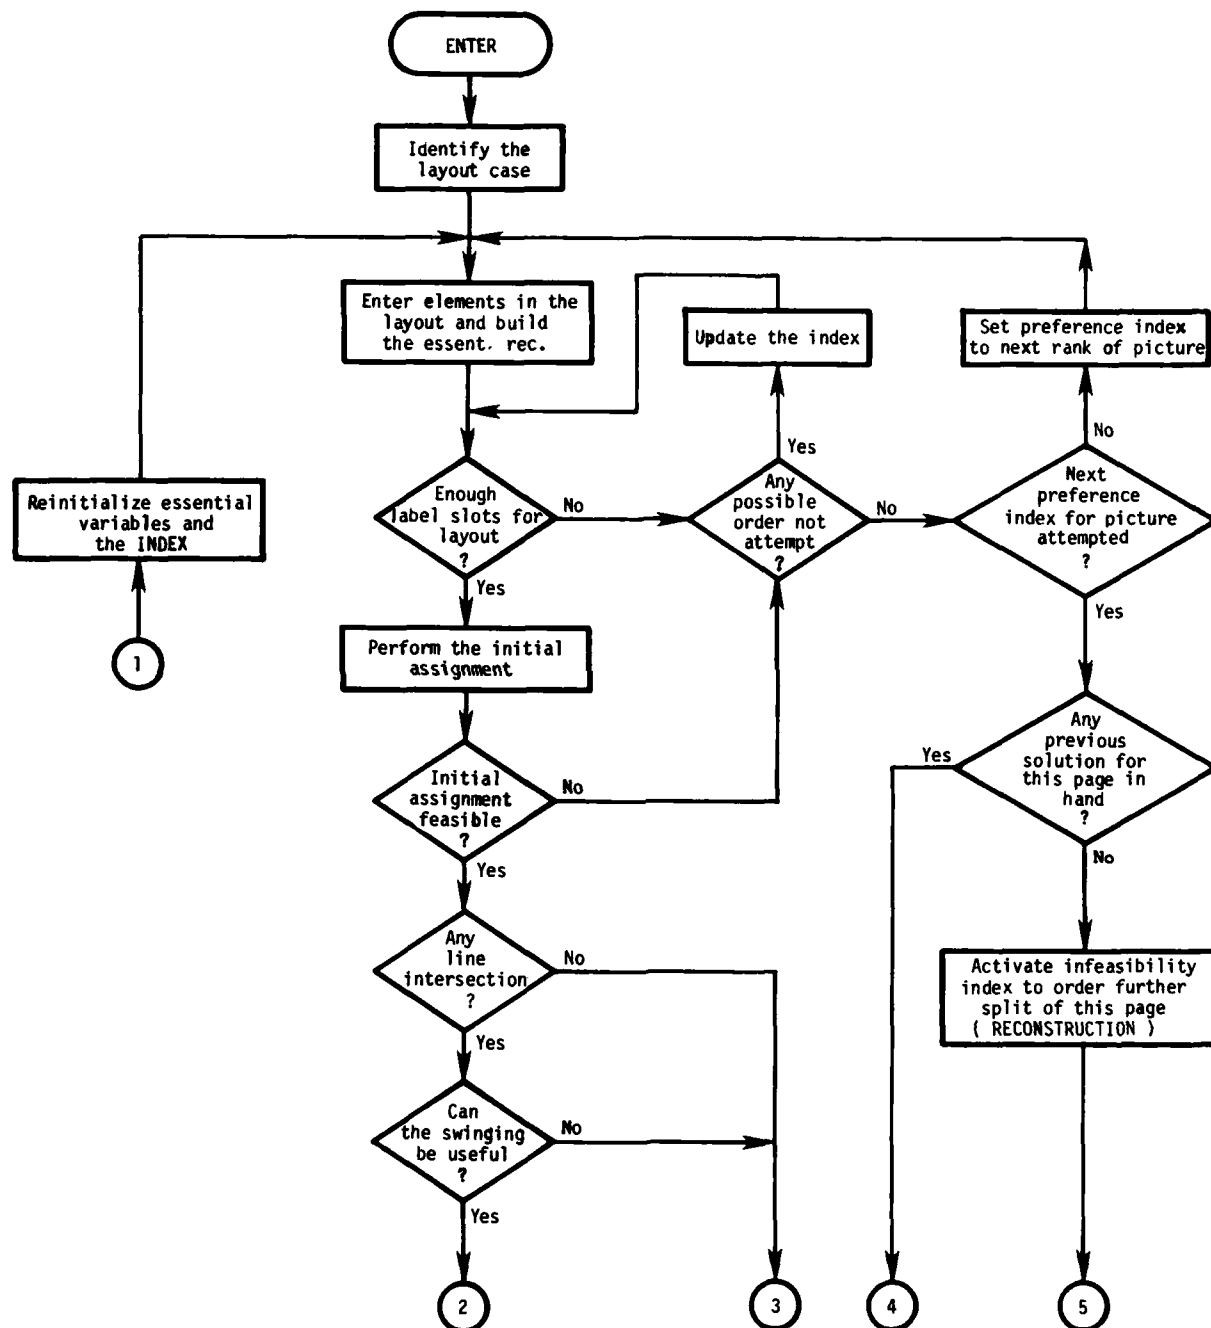 ENTER
Identify the
layout case
Enter elements in the
layout and build
the essent. rec.
Update the index
Set preference index
to next rank of picture
No
Yes
Reinitialize essential
variables and
the INDEX
Enough
label slots for
layout
?
No
Any
possible
order not
attempt
?
No
Next
preference
index for picture
attempted
?
Yes
Yes
1
Perform the initial
assignment
Any
previous
solution for
this page in
hand
?
Yes
No
Initial
assignment
feasible
?
No
Yes
Any
line
intersection
?
No
Yes
Activate infeasibility
index to order further
split of this page
( RECONSTRUCTION )
Can
the swinging
be useful
?
No
Yes
2
3
4
5